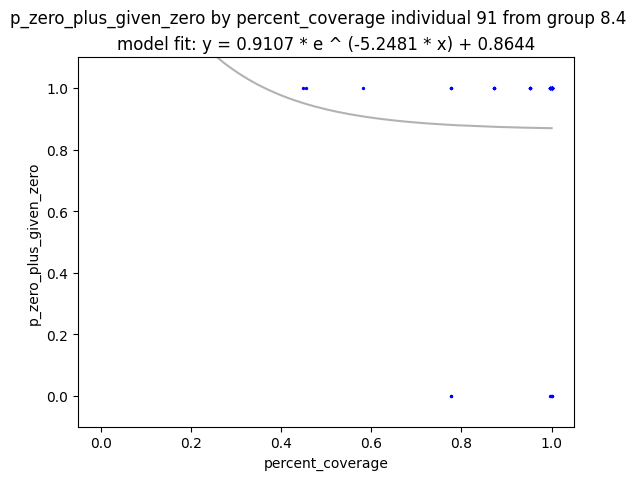 p_zero_plus_given_zero by percent_coverage individual 91 from group 8.4
model fit: y = 0.9107 * e ^ (-5.2481 * x) + 0.8644
1.0
0.8
0.6
0.4
0.2
0.0
p_zero_plus_given_zero
0.0 0.2 0.4 0.6 0.8 1.0
percent_coverage